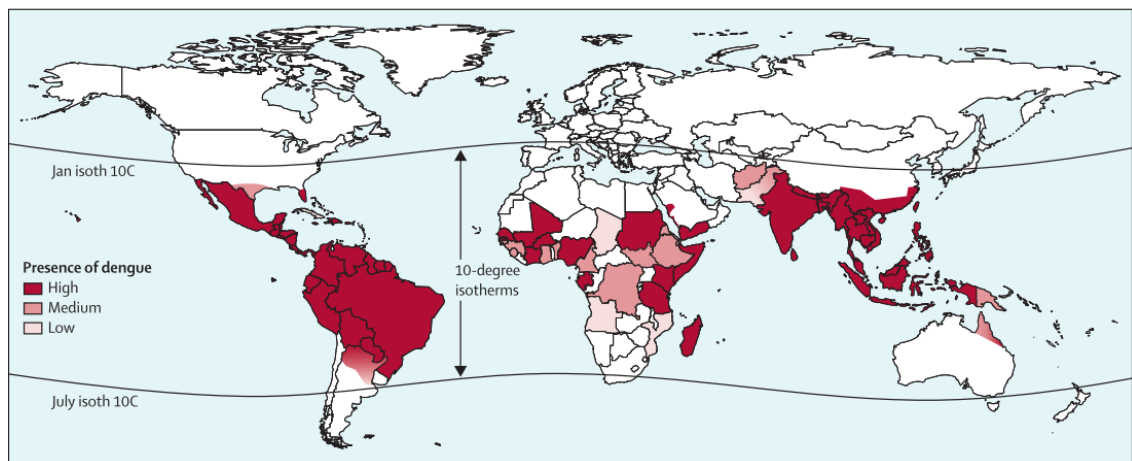 Jan isoth 10C
10-degree
isotherms
Presence of dengue
High
Medium
Low
July isoth 10C